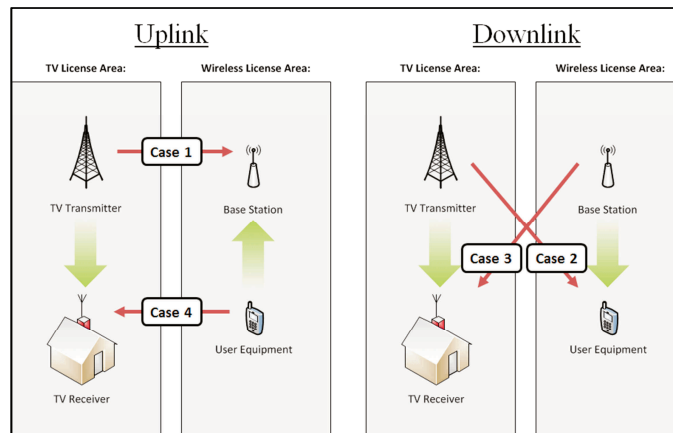 Uplink
TV License Area:
Wireless License Area:
Case 1
TV Transmitter
Base Station
Case 4
User Equipment
TV Receiver
Downlink
TV License Area:
Wireless License Area:
TV Transmitter
Base Station
Case 3
Case 2
User Equipment
TV Receiver